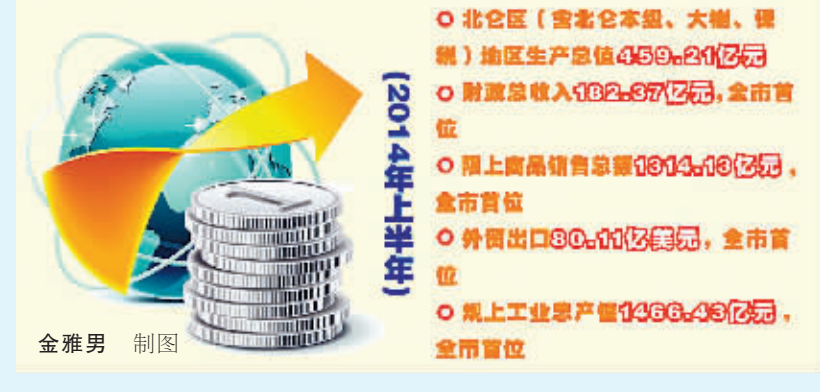 (2014年上半年)
北仑区(含北仑本级、大榭、保
税)地区生产总值459.21亿元
财政总收入182.37亿元,全市首
位
限上商品销售总额1314.13亿元,
全市首位
外贸出口80.11亿美元,全市首
位
规上工业总产值1466.43亿元,
全市首位
金雅男 制图